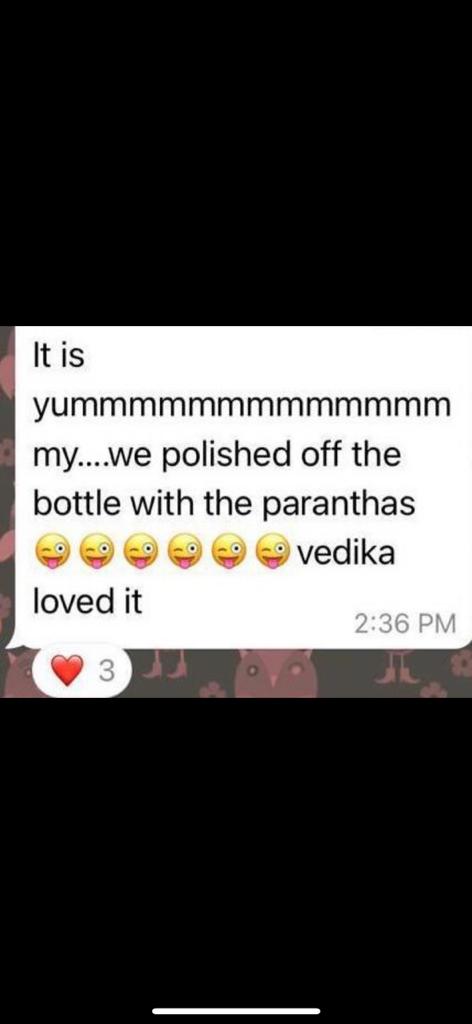 It is
yummmmmmmmmmmmm
my....we polished off the
bottle with the paranthas
😜😜😜😜😜😜 vedika
loved it
2:36 PM
❤️ 3